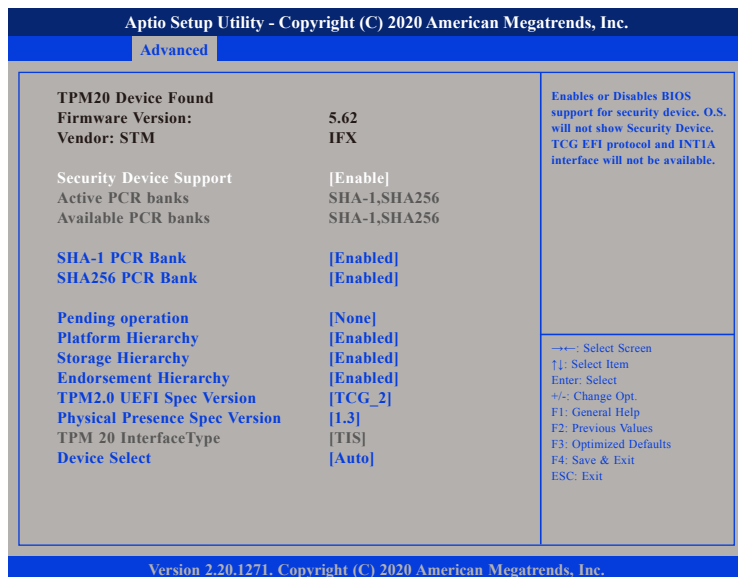 Aptio Setup Utility - Copyright (C) 2020 American Megatrends, Inc.
Advanced
TPM20 Device Found
Firmware Version: 5.62
Vendor: STM IFX
Security Device Support [Enable]
Active PCR banks SHA-1,SHA256
Available PCR banks SHA-1,SHA256
SHA-1 PCR Bank [Enabled]
SHA256 PCR Bank [Enabled]
Pending operation [None]
Platform Hierarchy [Enabled]
Storage Hierarchy [Enabled]
Endorsement Hierarchy [Enabled]
TPM2.0 UEFI Spec Version [TCG_2]
Physical Presence Spec Version [1.3]
TPM 20 InterfaceType [TIS]
Device Select [Auto]
Enables or Disables BIOS
support for security device. O.S.
will not show Security Device.
TCG EFI protocol and INT1A
interface will not be available.
→←: Select Screen
↑↓: Select Item
Enter: Select
+/-: Change Opt.
F1: General Help
F2: Previous Values
F3: Optimized Defaults
F4: Save & Exit
ESC: Exit
Version 2.20.1271. Copyright (C) 2020 American Megatrends, Inc.